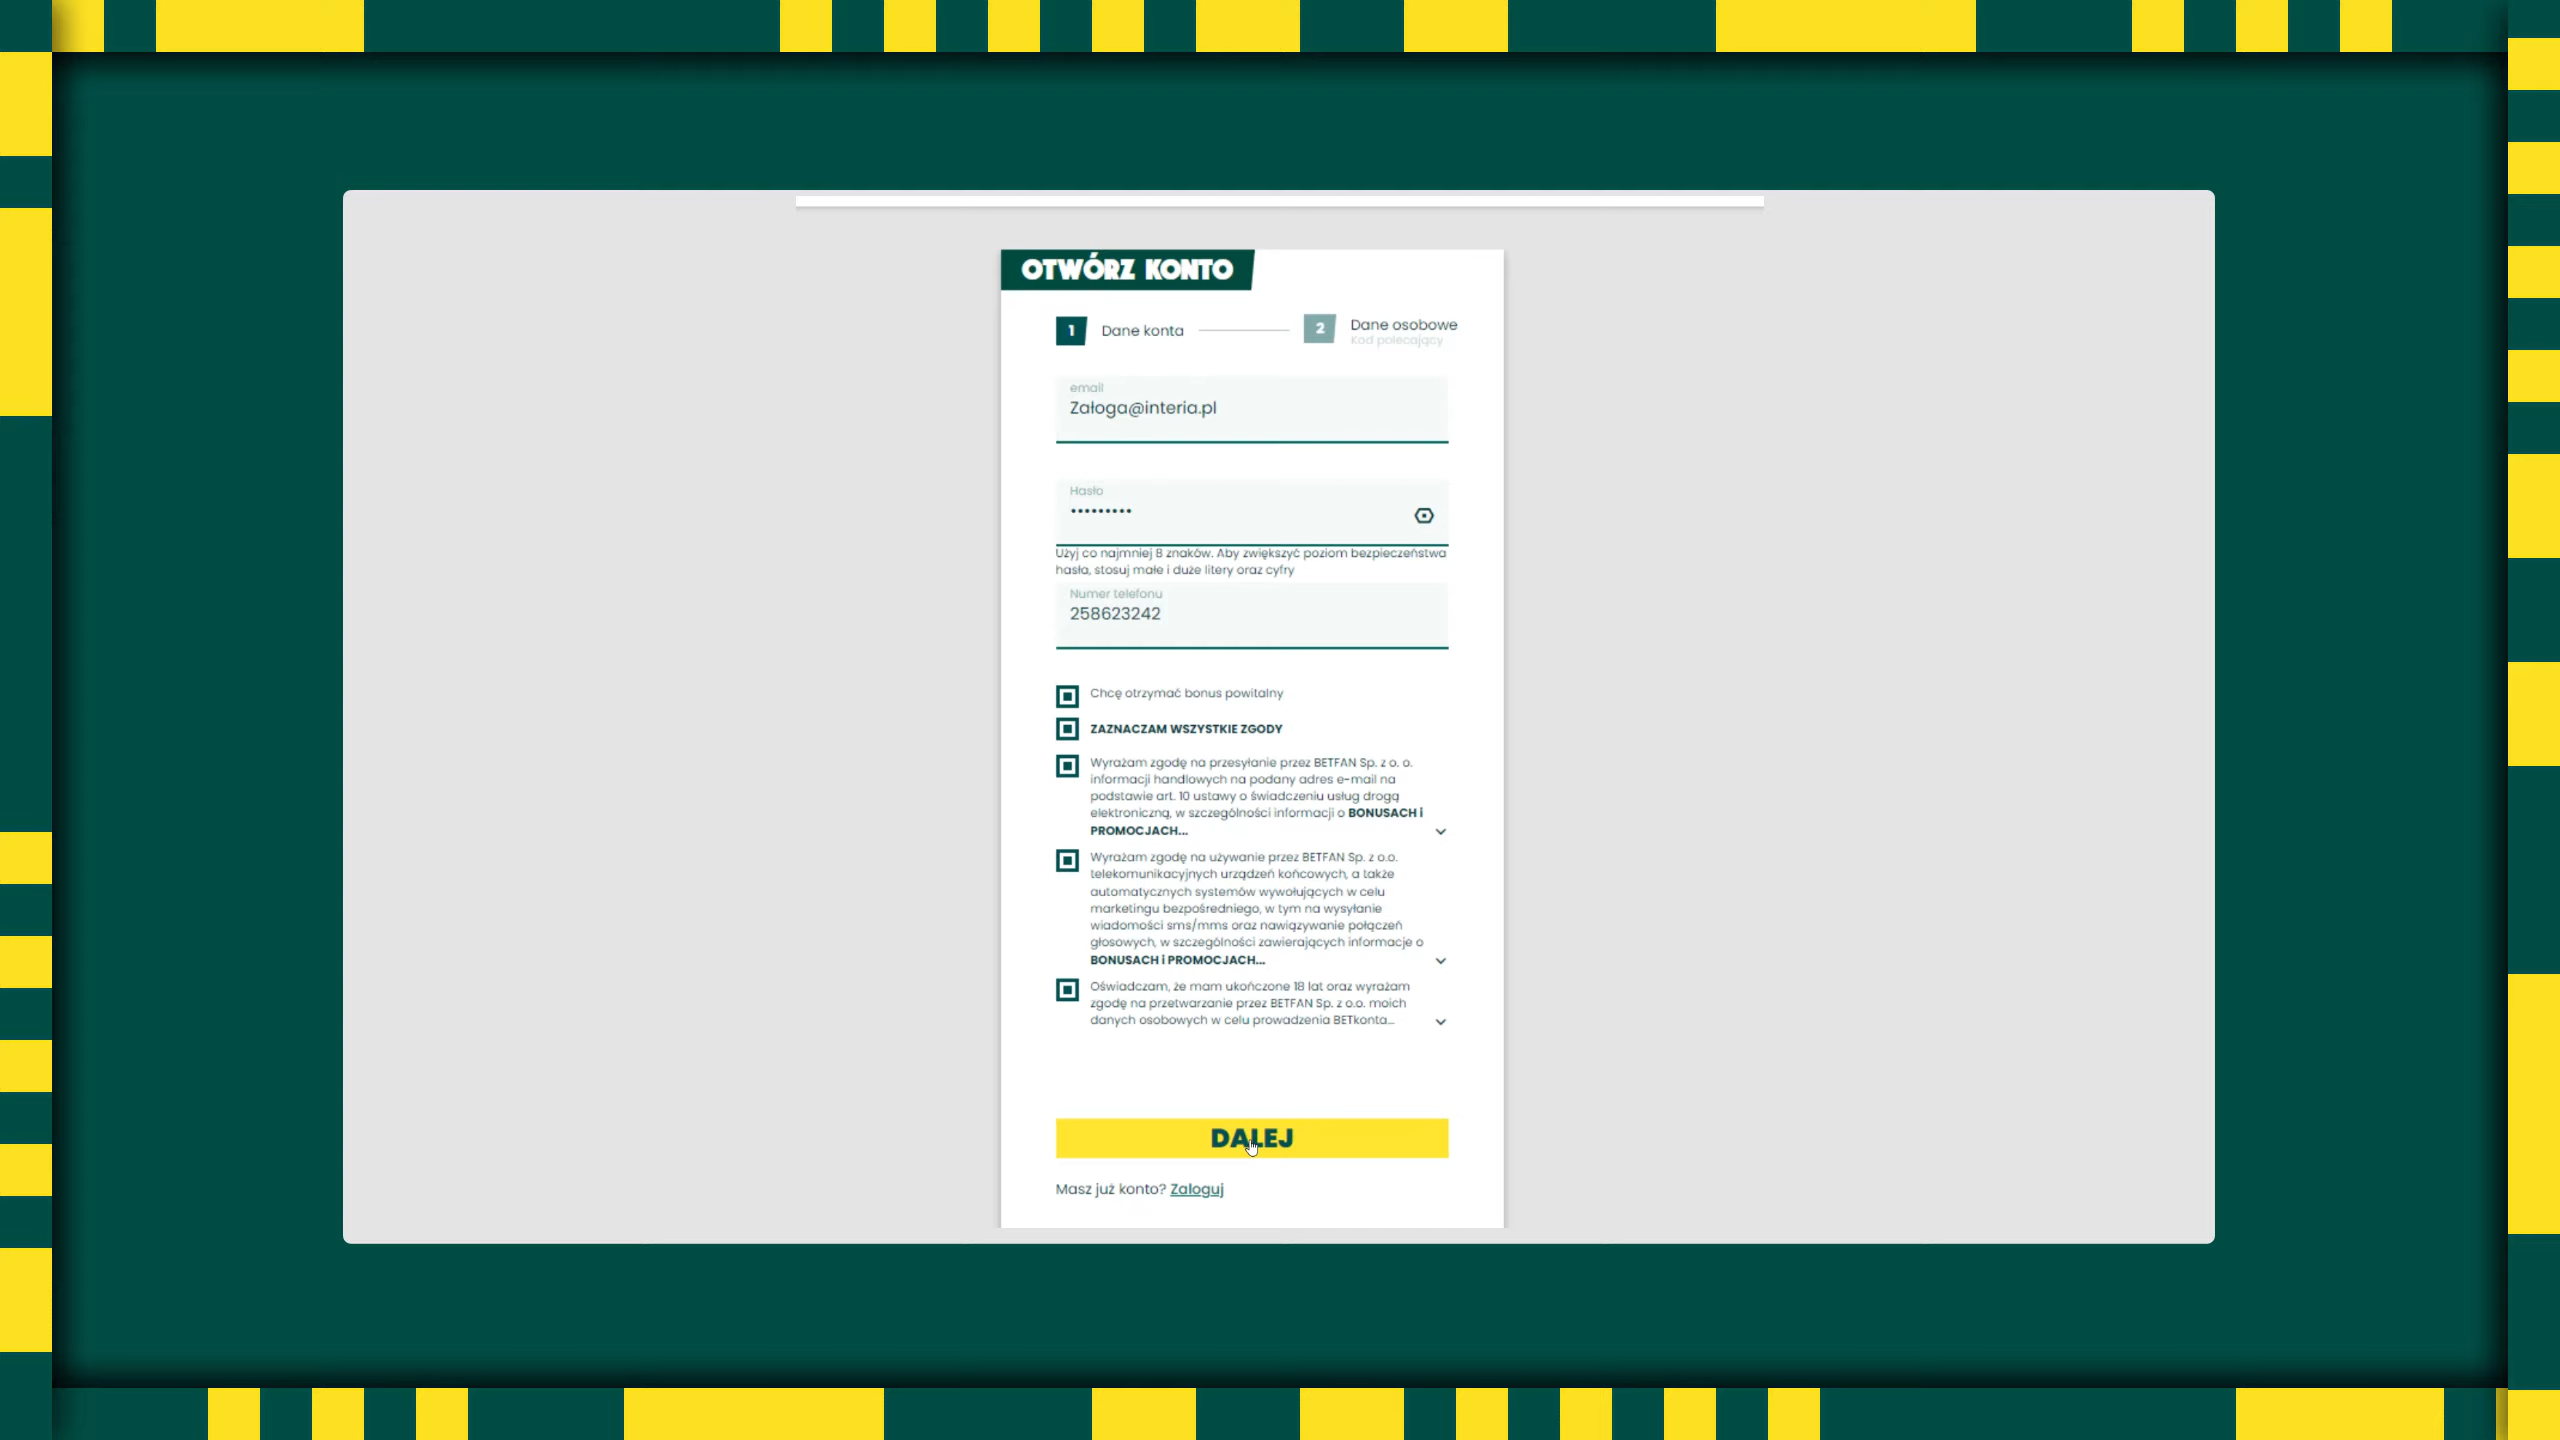 OTWÓRZ KONTO
1 Dane konta
2 Dane osobowe
Kod polecający
email
Załoga@interia.pl
Hasło
•••••••••
Użyj co najmniej 8 znaków. Aby zwiększyć poziom bezpieczeństwa
hasła, stosuj małe i duże litery oraz cyfry
Numer telefonu
258623242
Chcę otrzymać bonus powitalny
ZAZNACZAM WSZYSTKIE ZGODY
Wyrażam zgodę na przesyłanie przez BETFAN Sp. z o. o.
informacji handlowych na podany adres e-mail na
podstawie art. 10 ustawy o świadczeniu usług drogą
elektroniczną, w szczególności informacji o BONUSACH i
PROMOCJACH...
Wyrażam zgodę na używanie przez BETFAN Sp. z o.o.
telekomunikacyjnych urządzeń końcowych, a także
automatycznych systemów wywołujących w celu
marketingu bezpośredniego, w tym na wysyłanie
wiadomości sms/mms oraz nawiązywanie połączeń
głosowych, w szczególności zawierających informacje o
BONUSACH i PROMOCJACH...
Oświadczam, że mam ukończone 18 lat oraz wyrażam
zgodę na przetwarzanie przez BETFAN Sp. z o.o. moich
danych osobowych w celu prowadzenia BETkonta...
DALEJ
Masz już konto? Zaloguj